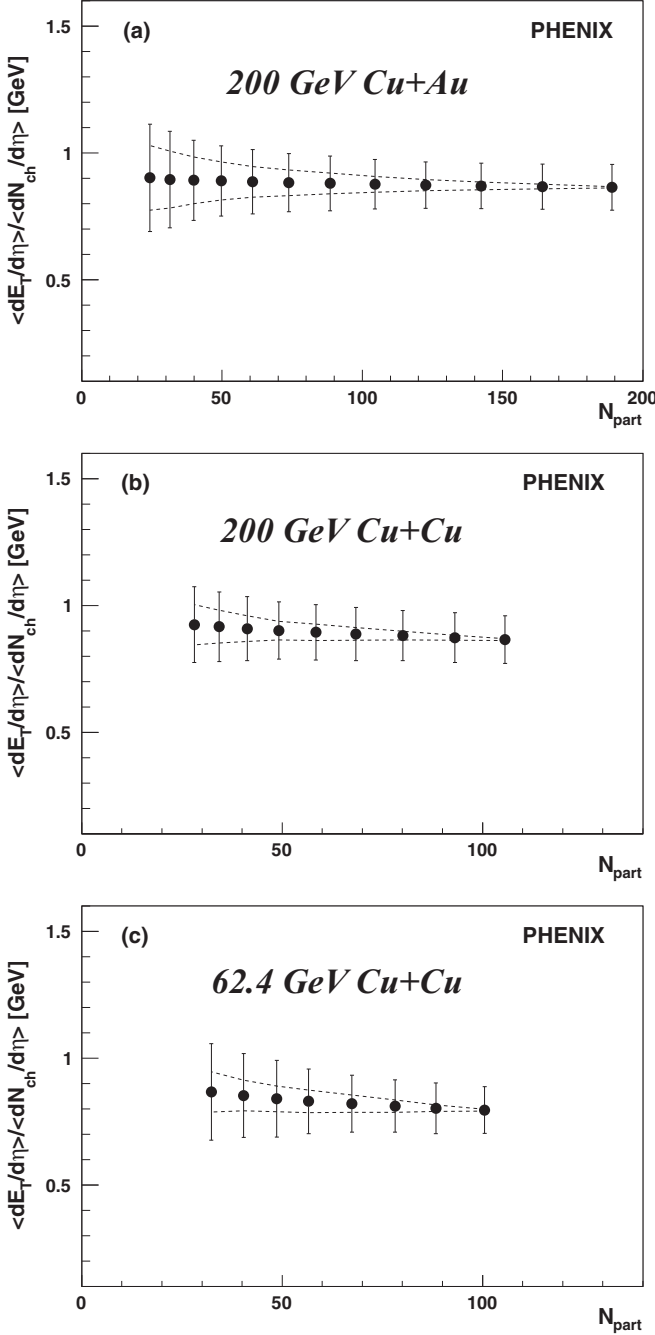 (a) PHENIX
200 GeV Cu+Au
<dE_T/dη>/<dN_ch/dη> [GeV]
1.5
1
0.5
0 50 100 150 200
N_part
(b) PHENIX
200 GeV Cu+Cu
<dE_T/dη>/<dN_ch/dη> [GeV]
1.5
1
0.5
0 50 100
N_part
(c) PHENIX
62.4 GeV Cu+Cu
<dE_T/dη>/<dN_ch/dη> [GeV]
1.5
1
0.5
0 50 100
N_part